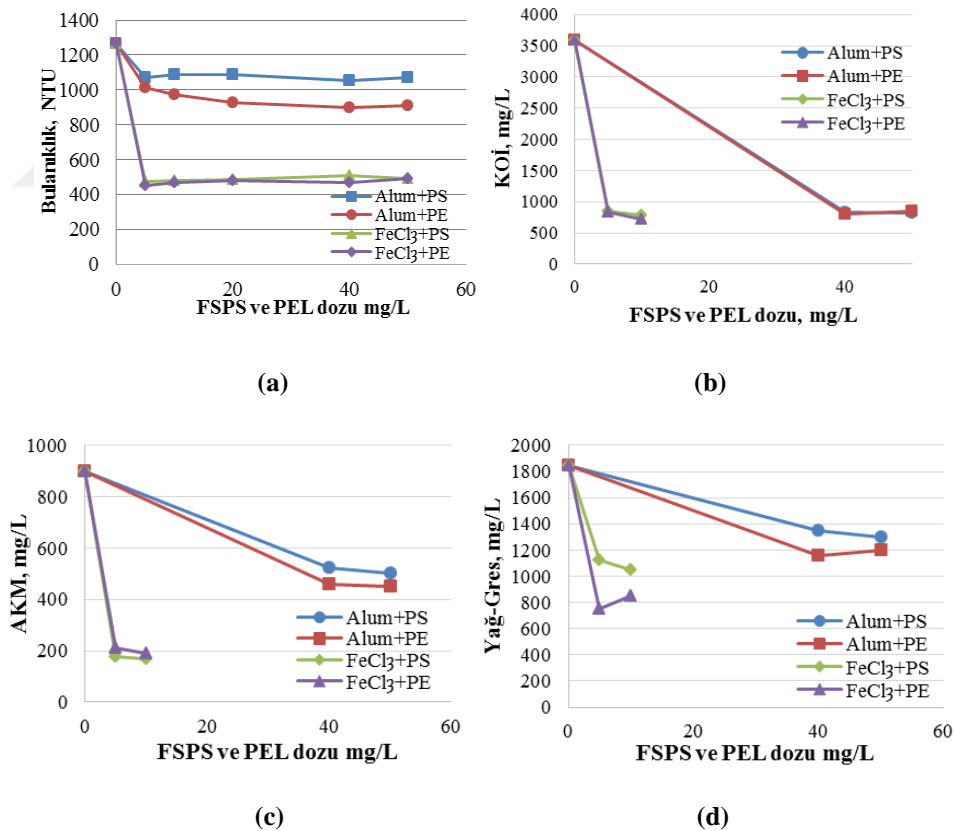 1400
1200
1000
800
600
400
200
0
Bulanıklık, NTU
0
20
40
60
FSPS ve PEL dozu mg/L
Alum+PS
Alum+PE
FeCl3+PS
FeCl3+PE
(a)
4000
3500
3000
2500
2000
1500
1000
500
0
KOİ, mg/L
0
20
40
FSPS ve PEL dozu, mg/L
Alum+PS
Alum+PE
FeCl3+PS
FeCl3+PE
(b)
1000
800
600
400
200
0
AKM, mg/L
0
20
40
60
FSPS ve PEL dozu mg/L
Alum+PS
Alum+PE
FeCl3+PS
FeCl3+PE
(c)
2000
1800
1600
1400
1200
1000
800
600
400
200
0
Yağ-Gres, mg/L
0
20
40
60
FSPS ve PEL dozu mg/L
Alum+PS
Alum+PE
FeCl3+PS
FeCl3+PE
(d)